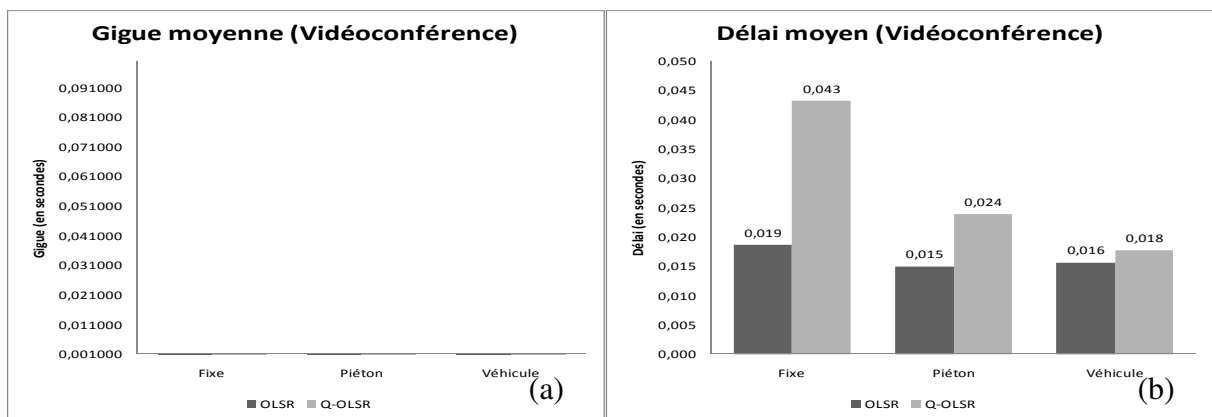 Gigue moyenne (Vidéoconférence)
Gigue (en secondes)
0,091000
0,081000
0,071000
0,061000
0,051000
0,041000
0,031000
0,021000
0,011000
0,001000
Fixe
Piéton
Véhicule
OLSR
Q-OLSR
(a)
Délai moyen (Vidéoconférence)
Délai (en secondes)
0,050
0,045
0,040
0,035
0,030
0,025
0,020
0,015
0,010
0,005
0,000
0,019
0,043
0,015
0,024
0,016
0,018
Fixe
Piéton
Véhicule
OLSR
Q-OLSR
(b)